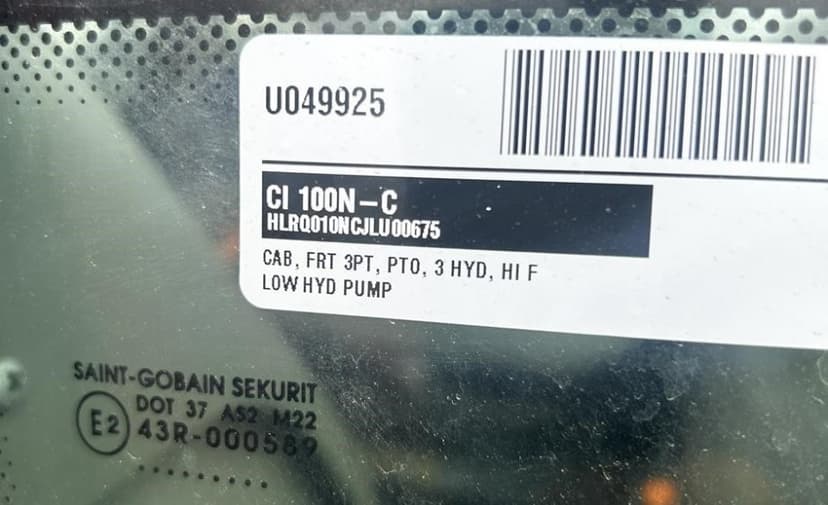 U049925
CI 100N-C
HLRQ010NCJLU00675
CAB, FRT 3PT, PTO, 3 HYD, HI F
LOW HYD PUMP
SAINT-GOBAIN SEKURIT
DOT 37 AS2 M22
E2 43R-000589